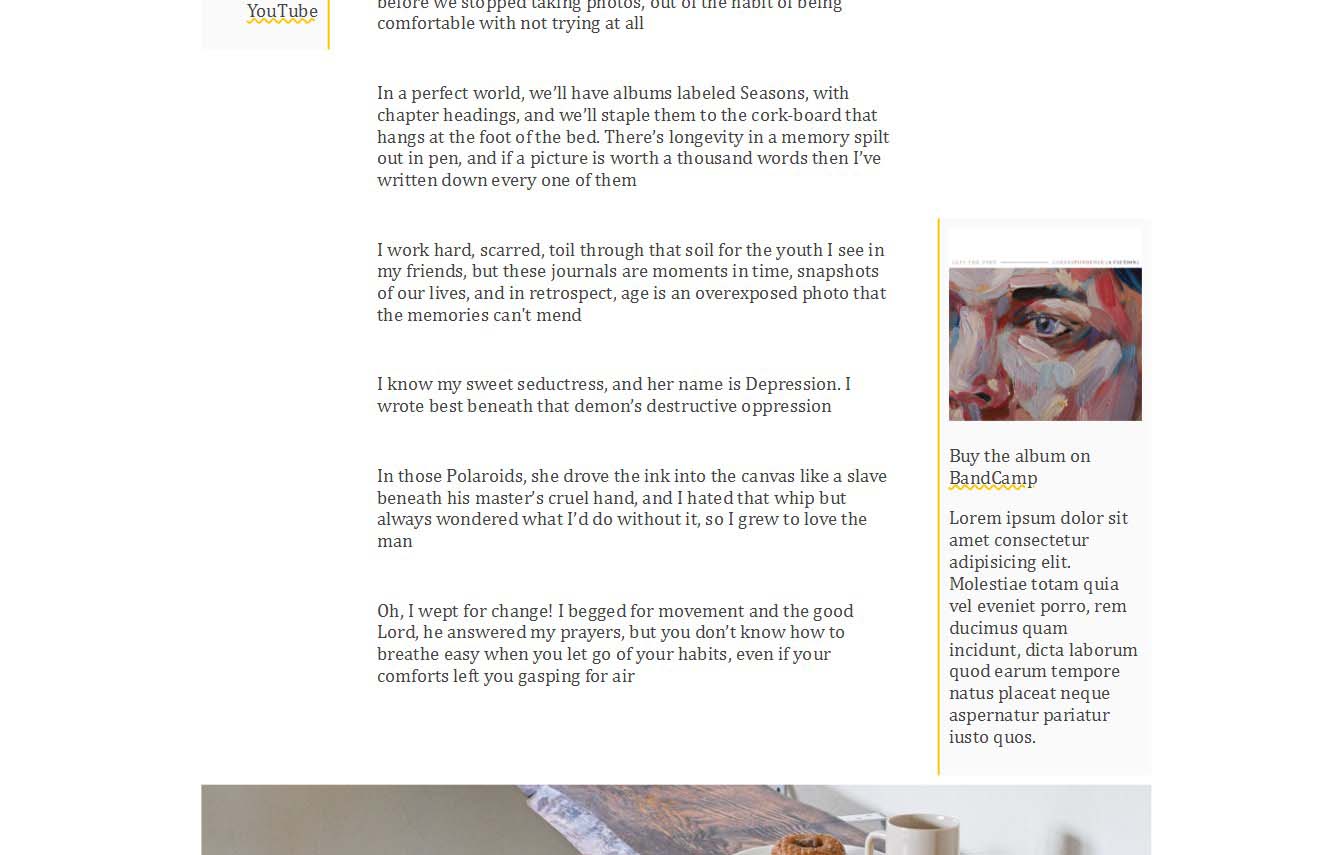 YouTube
before we stopped taking photos, out of the habit of being
comfortable with not trying at all
In a perfect world, we’ll have albums labeled Seasons, with
chapter headings, and we’ll staple them to the cork-board that
hangs at the foot of the bed. There’s longevity in a memory spilt
out in pen, and if a picture is worth a thousand words then I’ve
written down every one of them
I work hard, scarred, toil through that soil for the youth I see in
my friends, but these journals are moments in time, snapshots
of our lives, and in retrospect, age is an overexposed photo that
the memories can't mend
I know my sweet seductress, and her name is Depression. I
wrote best beneath that demon’s destructive oppression
In those Polaroids, she drove the ink into the canvas like a slave
beneath his master’s cruel hand, and I hated that whip but
always wondered what I’d do without it, so I grew to love the
man
Oh, I wept for change! I begged for movement and the good
Lord, he answered my prayers, but you don’t know how to
breathe easy when you let go of your habits, even if your
comforts left you gasping for air
Buy the album on
BandCamp
Lorem ipsum dolor sit
amet consectetur
adipisicing elit.
Molestiae totam quia
vel eveniet porro, rem
ducimus quam
incidunt, dicta laborum
quod earum tempore
natus placeat neque
aspernatur pariatur
iusto quos.